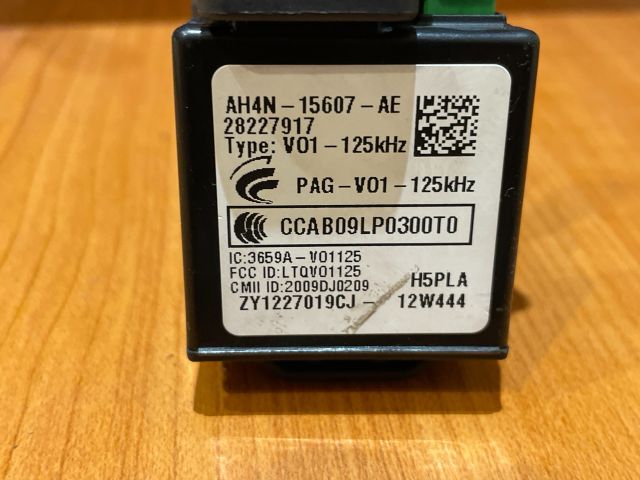 AH4N-15607-AE
28227917
Type: V01-125kHz
PAG-V01-125kHz
CCAB09LP0300T0
IC:3659A-V01125
FCC ID:LTQV01125
CMII ID:2009DJ0209
H5PLA
ZY1227019CJ- 12W444